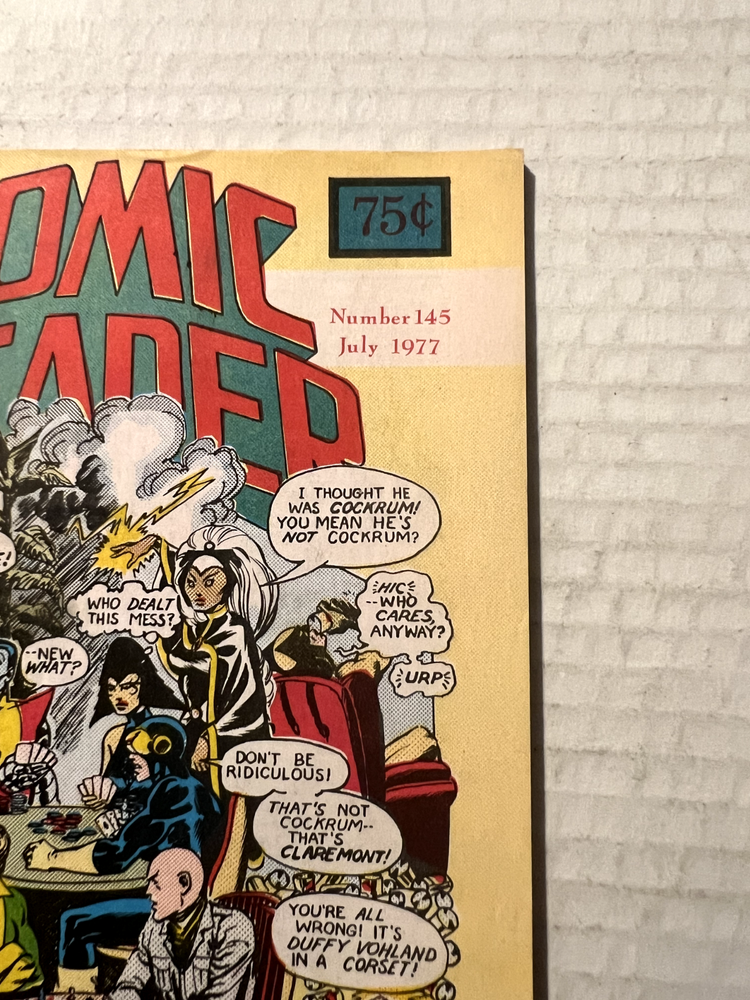 OMIC
EADER
75¢
Number 145
July 1977
I THOUGHT HE
WAS COCKRUM!
YOU MEAN HE'S
NOT COCKRUM?
WHO DEALT
THIS MESS?
HIC
--WHO
CARES,
ANYWAY?
URP
--NEW
WHAT?
DON'T BE
RIDICULOUS!
THAT'S NOT
COCKRUM--
THAT'S
CLAREMONT!
YOU'RE ALL
WRONG! IT'S
DUFFY VOHLAND
IN A CORSET!